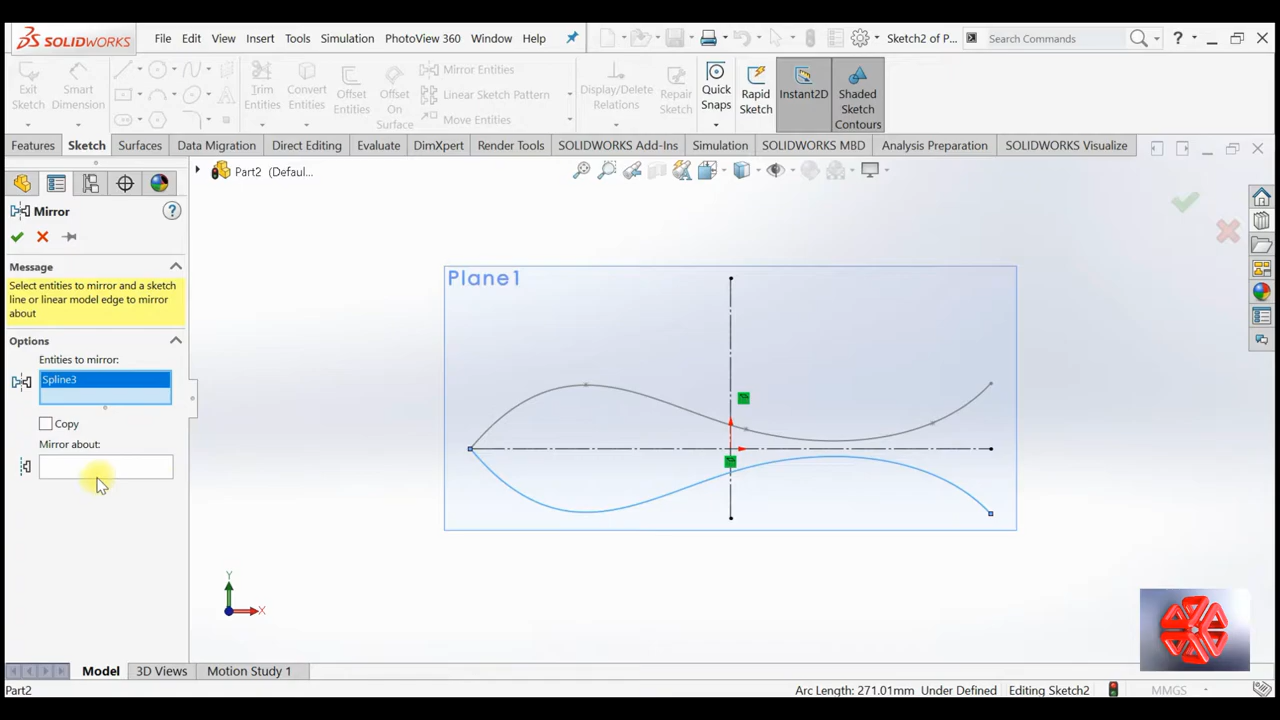 SOLIDWORKS
File Edit View Insert Tools Simulation PhotoView 360 Window Help
Sketch2 of P...
Search Commands
?
Exit Sketch
Smart Dimension
Trim Entities
Convert Entities
Offset Entities
Offset On Surface
Mirror Entities
Linear Sketch Pattern
Move Entities
Display/Delete Relations
Repair Sketch
Quick Snaps
Rapid Sketch
Instant2D
Shaded Sketch Contours
Features Sketch Surfaces Data Migration Direct Editing Evaluate DimXpert Render Tools SOLIDWORKS Add-Ins Simulation SOLIDWORKS MBD Analysis Preparation SOLIDWORKS Visualize
Part2 (Defaul...
Mirror
?
Message
Select entities to mirror and a sketch
line or linear model edge to mirror
about
Options
Entities to mirror:
Spline3
Copy
Mirror about:
Plane1
Y
X
Model 3D Views Motion Study 1
Part2 Arc Length: 271.01mm Under Defined Editing Sketch2 MMGS